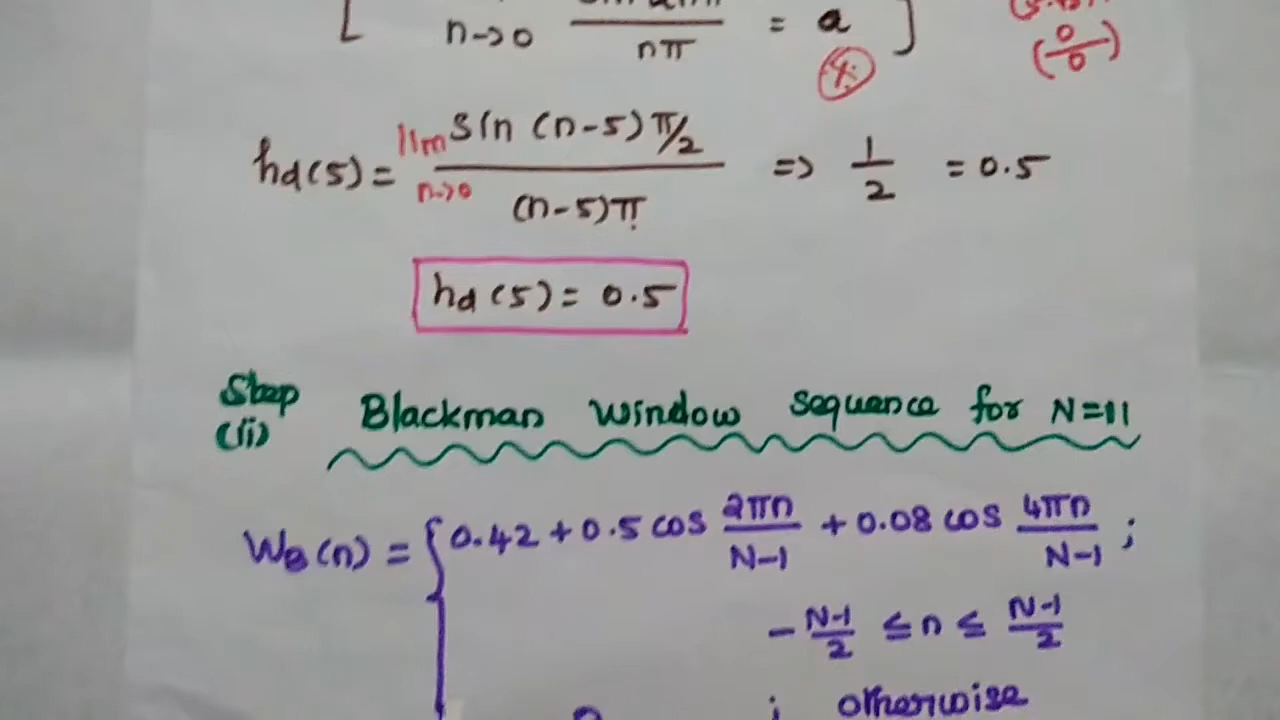 [ n→0 nπ = a ] (0/0)
(*)
hd(5) = lim n→0 Sin (n-5)π/2 / (n-5)π => 1/2 = 0.5
hd(5) = 0.5
Step (ii) Blackman Window Sequence for N=11
WB(n) = { 0.42 + 0.5 cos 2πn/N-1 + 0.08 cos 4πn/N-1 ;
- N-1/2 ≤ n ≤ N-1/2
; otherwise